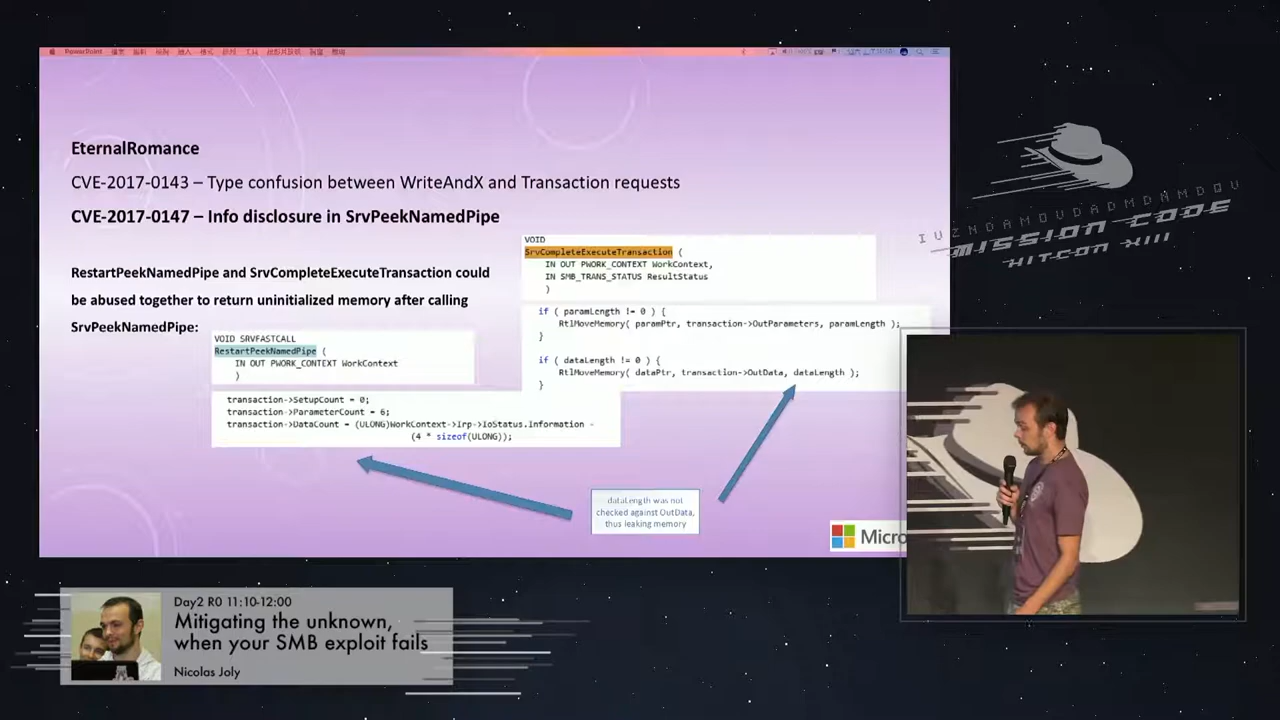 PowerPoint
EternalRomance
CVE-2017-0143 – Type confusion between WriteAndX and Transaction requests
CVE-2017-0147 – Info disclosure in SrvPeekNamedPipe
RestartPeekNamedPipe and SrvCompleteExecuteTransaction could
be abused together to return uninitialized memory after calling
SrvPeekNamedPipe:
VOID SRVFASTCALL
RestartPeekNamedPipe (
IN OUT PWORK_CONTEXT WorkContext
)
transaction->SetupCount = 0;
transaction->ParameterCount = 6;
transaction->DataCount = (ULONG)WorkContext->Irp->IoStatus.Information -
(4 * sizeof(ULONG));
VOID
SrvCompleteExecuteTransaction (
IN OUT PWORK_CONTEXT WorkContext,
IN SMB_TRANS_STATUS ResultStatus
)
if ( paramLength != 0 ) {
RtlMoveMemory( paramPtr, transaction->OutParameters, paramLength );
}
if ( dataLength != 0 ) {
RtlMoveMemory( dataPtr, transaction->OutData, dataLength );
}
dataLength was not
checked against OutData,
thus leaking memory
Micro
MISSION CODE
HITCON XIII
Day2 R0 11:10-12:00
Mitigating the unknown,
when your SMB exploit fails
Nicolas Joly